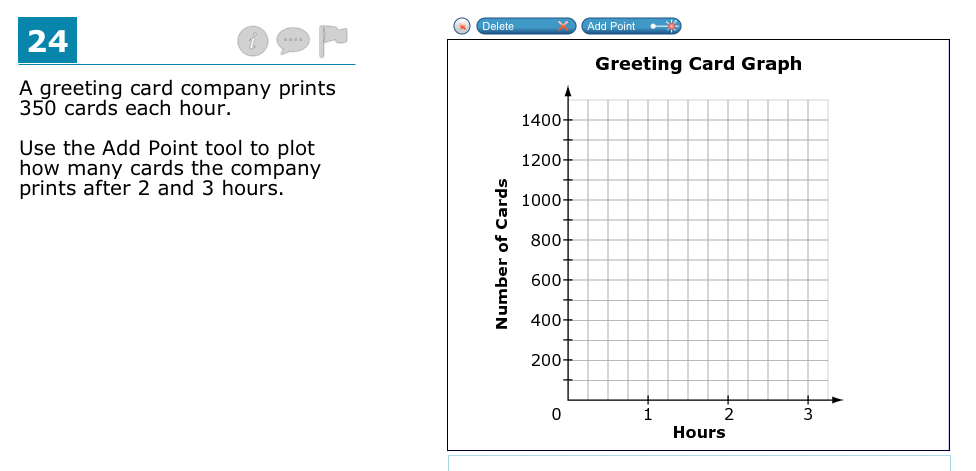 24
A greeting card company prints
350 cards each hour.
Use the Add Point tool to plot
how many cards the company
prints after 2 and 3 hours.
Delete
Add Point
Greeting Card Graph
Number of Cards
1400
1200
1000
800
600
400
200
0
1
2
3
Hours